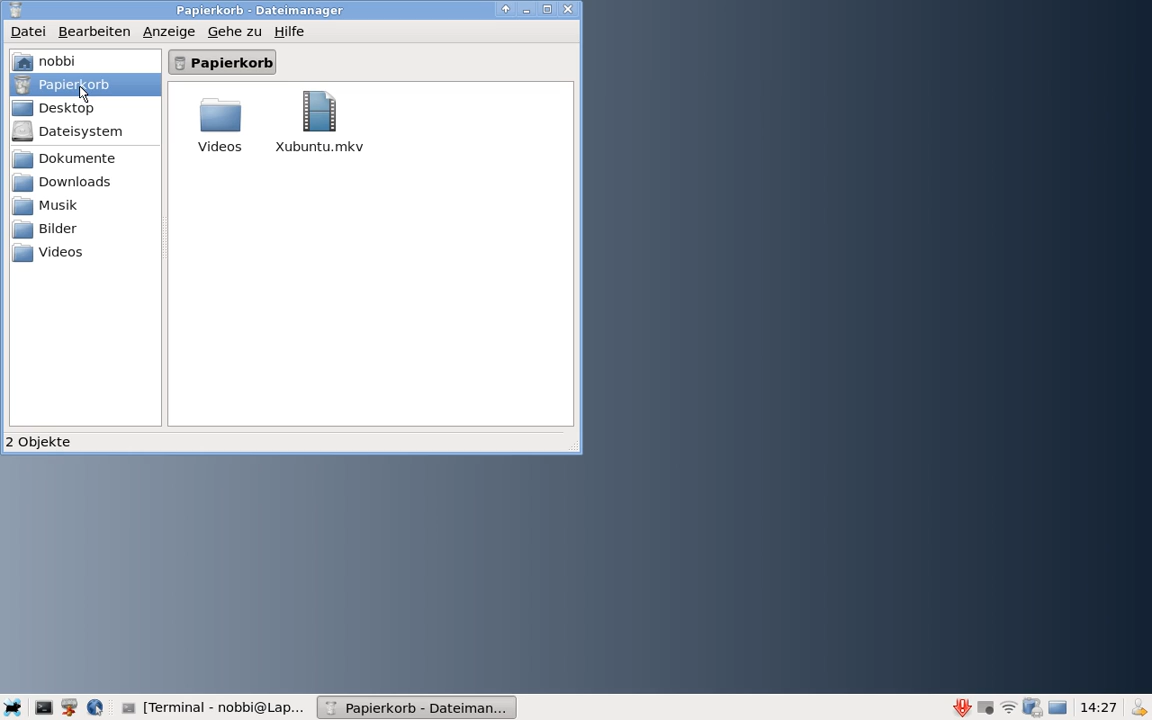 Papierkorb - Dateimanager
Datei Bearbeiten Anzeige Gehe zu Hilfe
nobbi
Papierkorb
Desktop
Dateisystem
Dokumente
Downloads
Musik
Bilder
Videos
Papierkorb
Videos Xubuntu.mkv
2 Objekte
[Terminal - nobbi@Lap... Papierkorb - Dateiman... 14:27